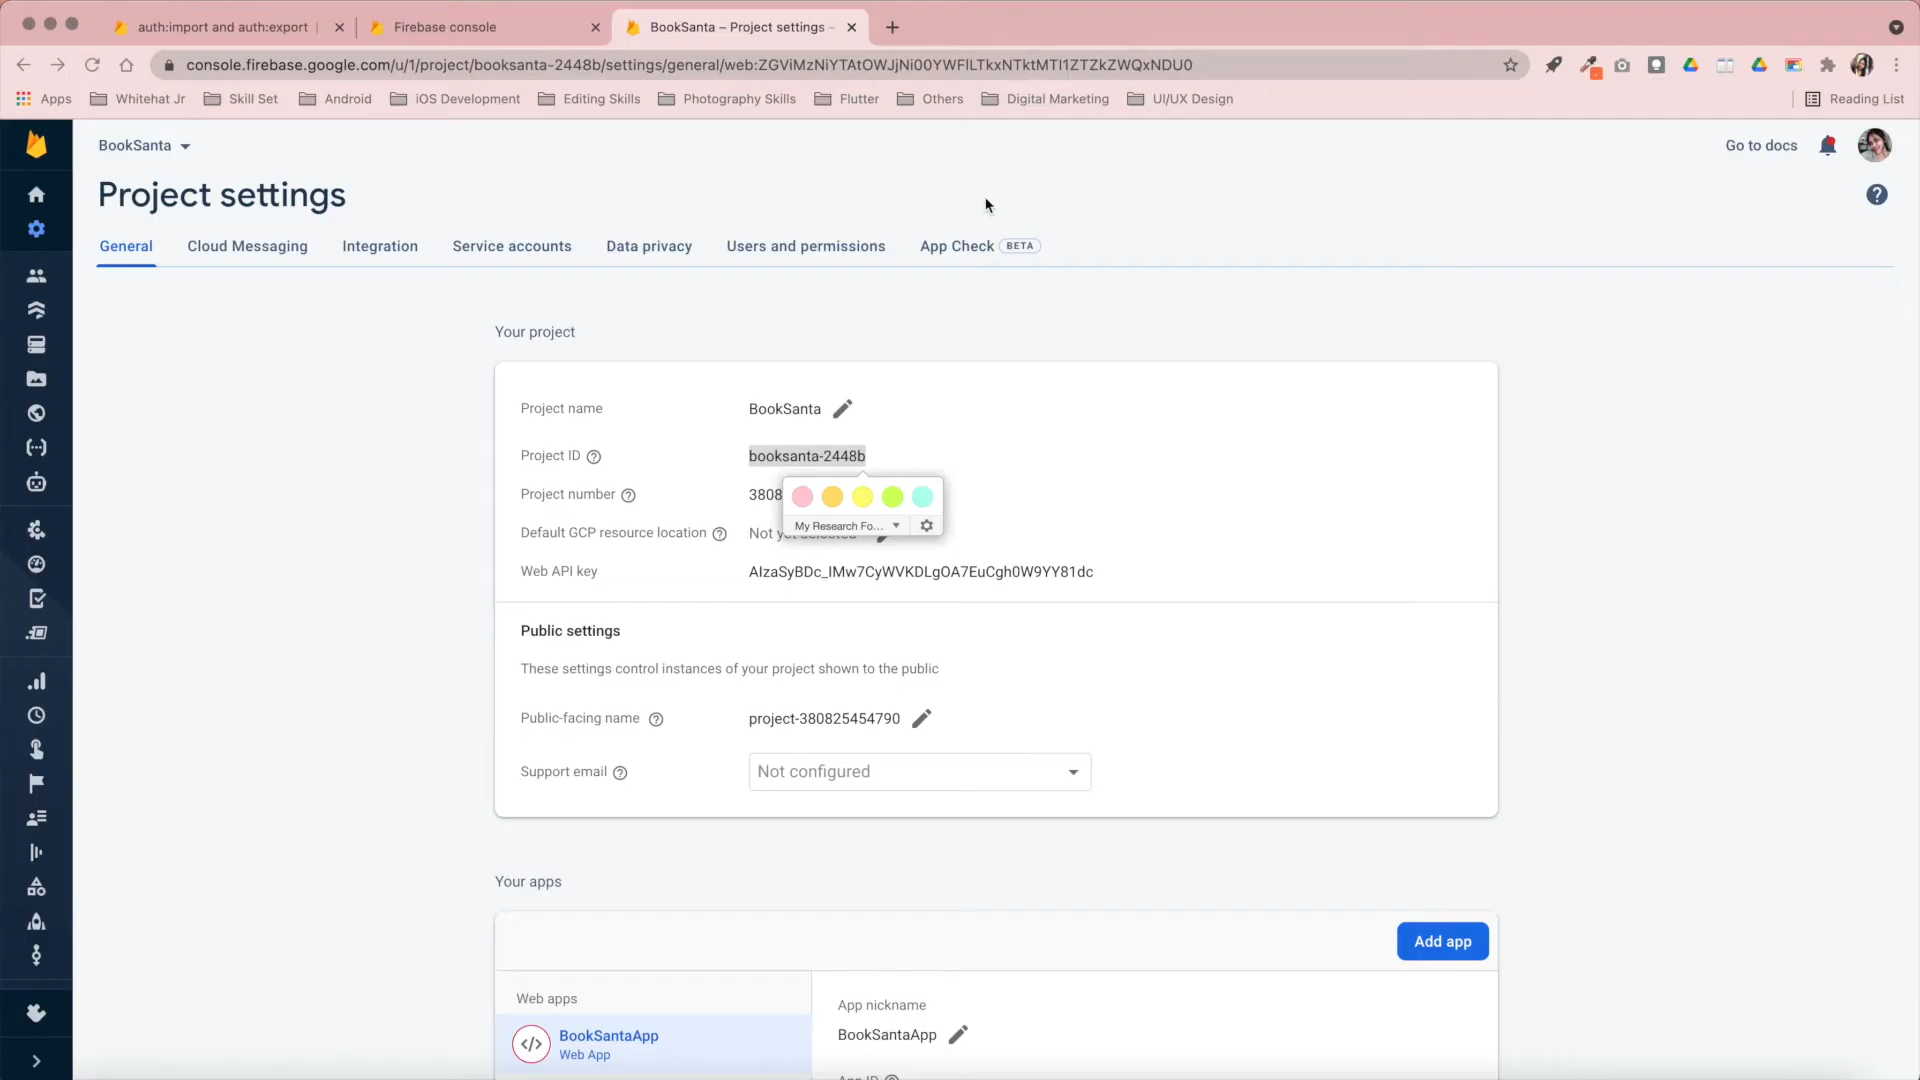 auth:import and auth:export
Firebase console
BookSanta – Project settings –
console.firebase.google.com/u/1/project/booksanta-2448b/settings/general/web:ZGViMzNiYTAtOWJjNi00YWFlLTkxNTktMTI1ZTZkZWQxNDU0
Apps
Whitehat Jr
Skill Set
Android
iOS Development
Editing Skills
Photography Skills
Flutter
Others
Digital Marketing
UI/UX Design
Reading List
BookSanta
Go to docs
Project settings
General
Cloud Messaging
Integration
Service accounts
Data privacy
Users and permissions
App Check BETA
Your project
Project name
BookSanta
Project ID
booksanta-2448b
Project number
3808
My Research Fo...
Default GCP resource location
Not yet selected
Web API key
AIzaSyBDc_IMw7CyWVKDLgOA7EuCgh0W9YY81dc
Public settings
These settings control instances of your project shown to the public
Public-facing name
project-380825454790
Support email
Not configured
Your apps
Add app
Web apps
App nickname
BookSantaApp
BookSantaApp
Web App
App ID